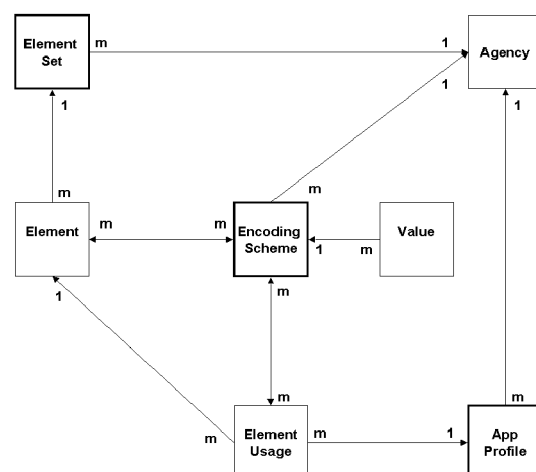 Element
Set
m
1
Agency
1
1
1
m
m
Element
m
m
Encoding
Scheme
1
m
Value
1
m
m
m
Element
Usage
m
1
m
App
Profile